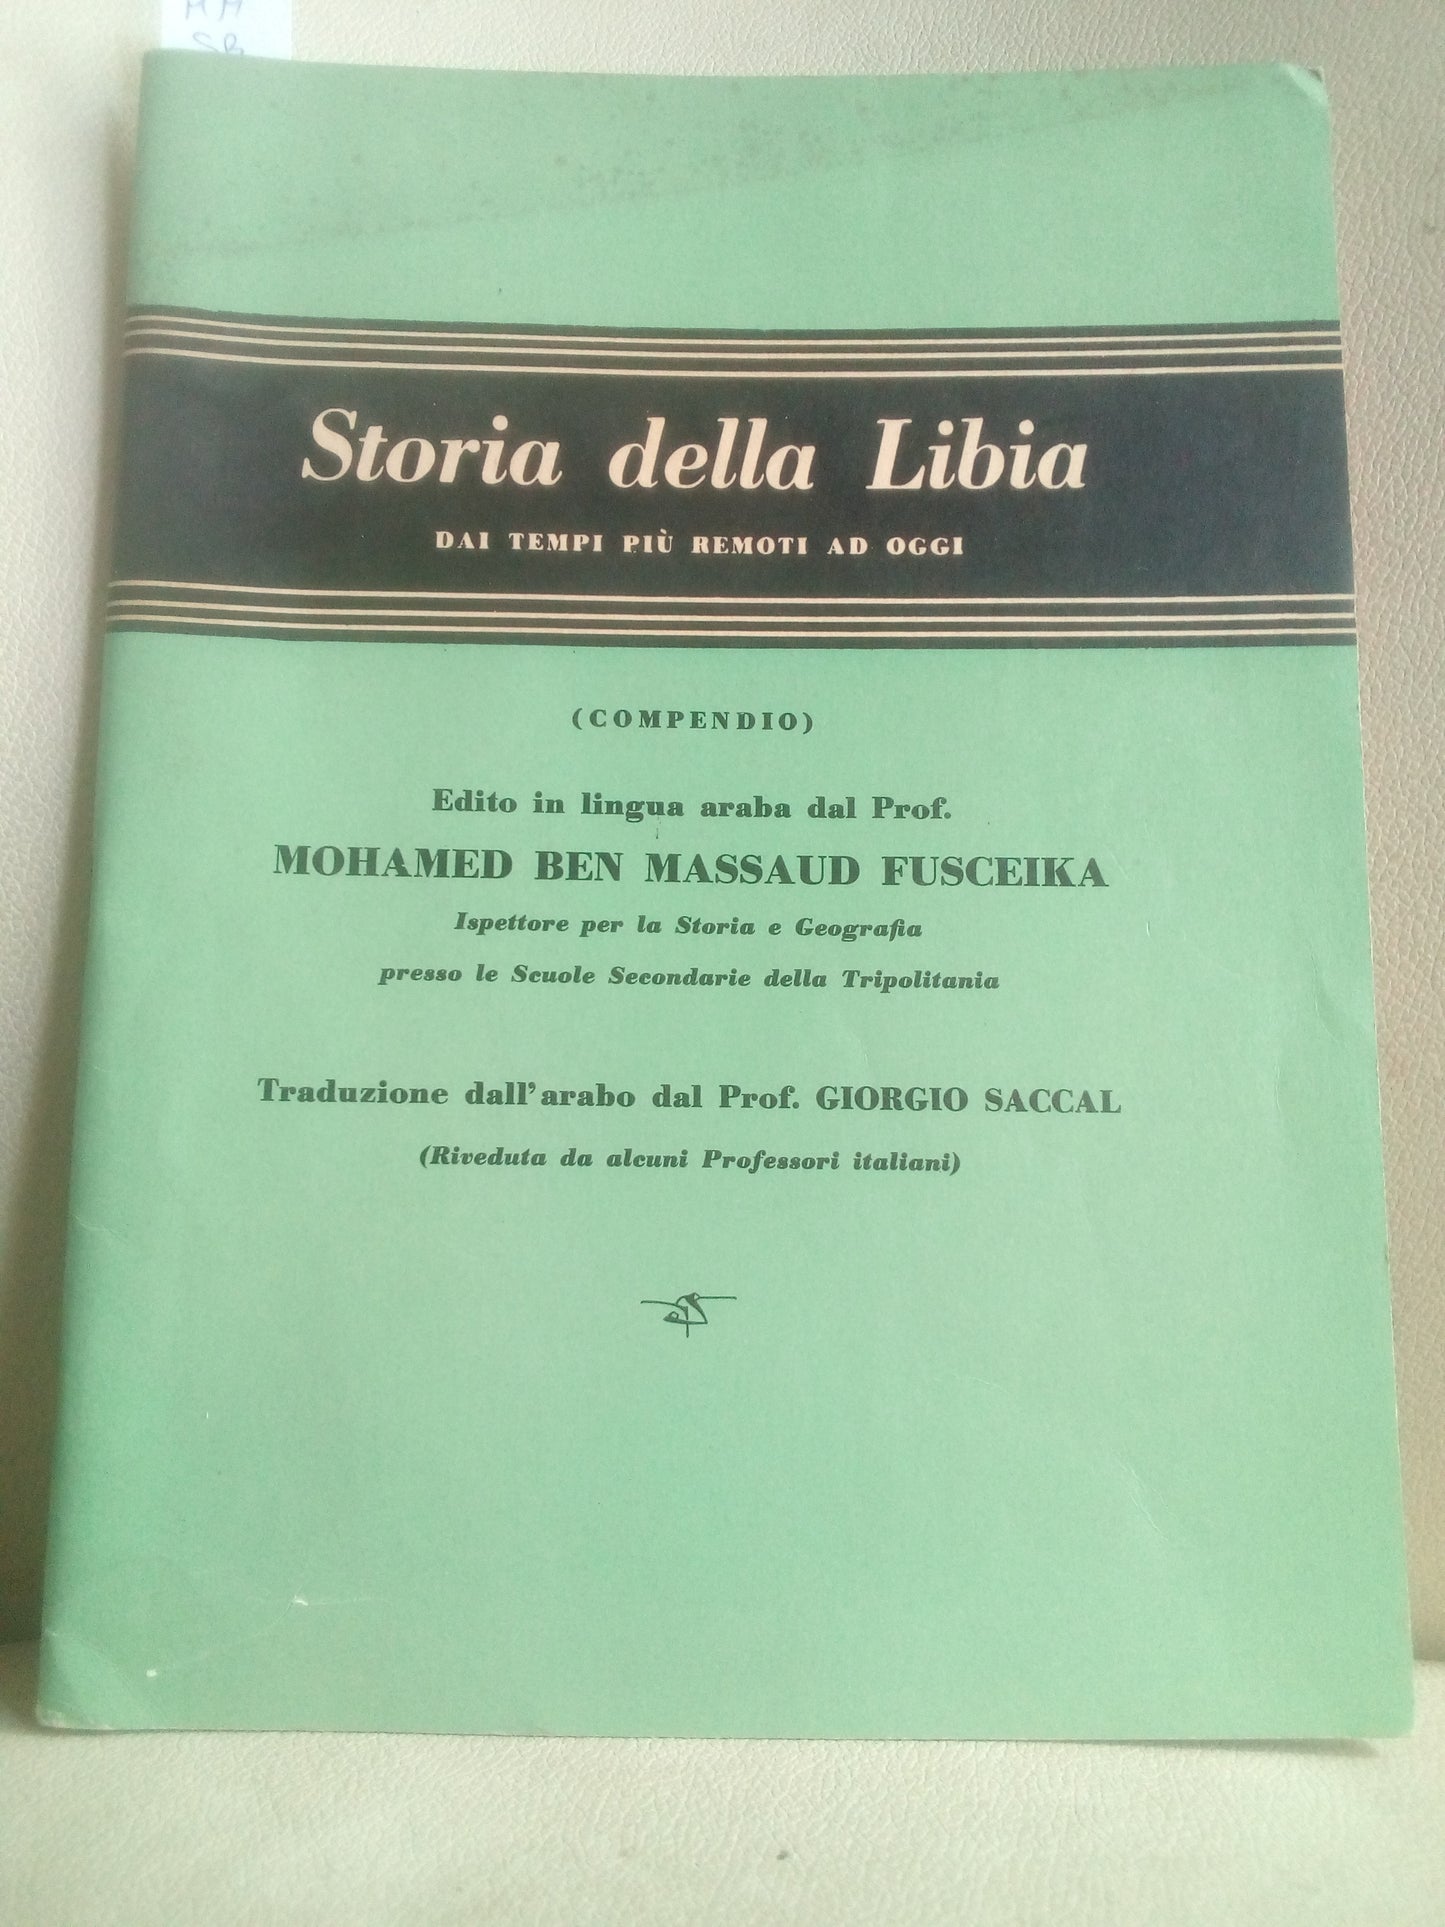 MM
SB
Storia della Libia
DAI TEMPI PIÙ REMOTI AD OGGI
(COMPENDIO)
Edito in lingua araba dal Prof.
MOHAMED BEN MASSAUD FUSCEIKA
Ispettore per la Storia e Geografia
presso le Scuole Secondarie della Tripolitania
Traduzione dall'arabo dal Prof. GIORGIO SACCAL
(Riveduta da alcuni Professori italiani)